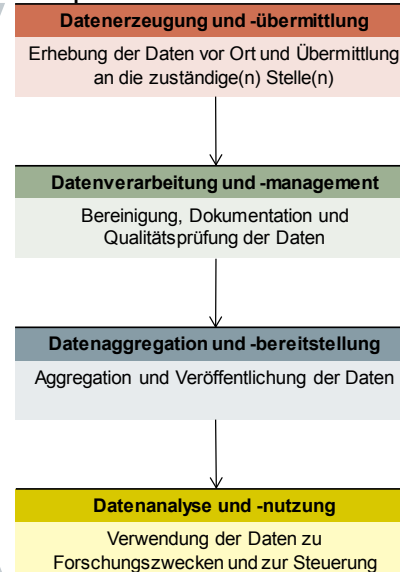 Datenerzeugung und -übermittlung
Erhebung der Daten vor Ort und Übermittlung
an die zuständige(n) Stelle(n)
Datenverarbeitung und -management
Bereinigung, Dokumentation und
Qualitätsprüfung der Daten
Datenaggregation und -bereitstellung
Aggregation und Veröffentlichung der Daten
Datenanalyse und -nutzung
Verwendung der Daten zu
Forschungszwecken und zur Steuerung